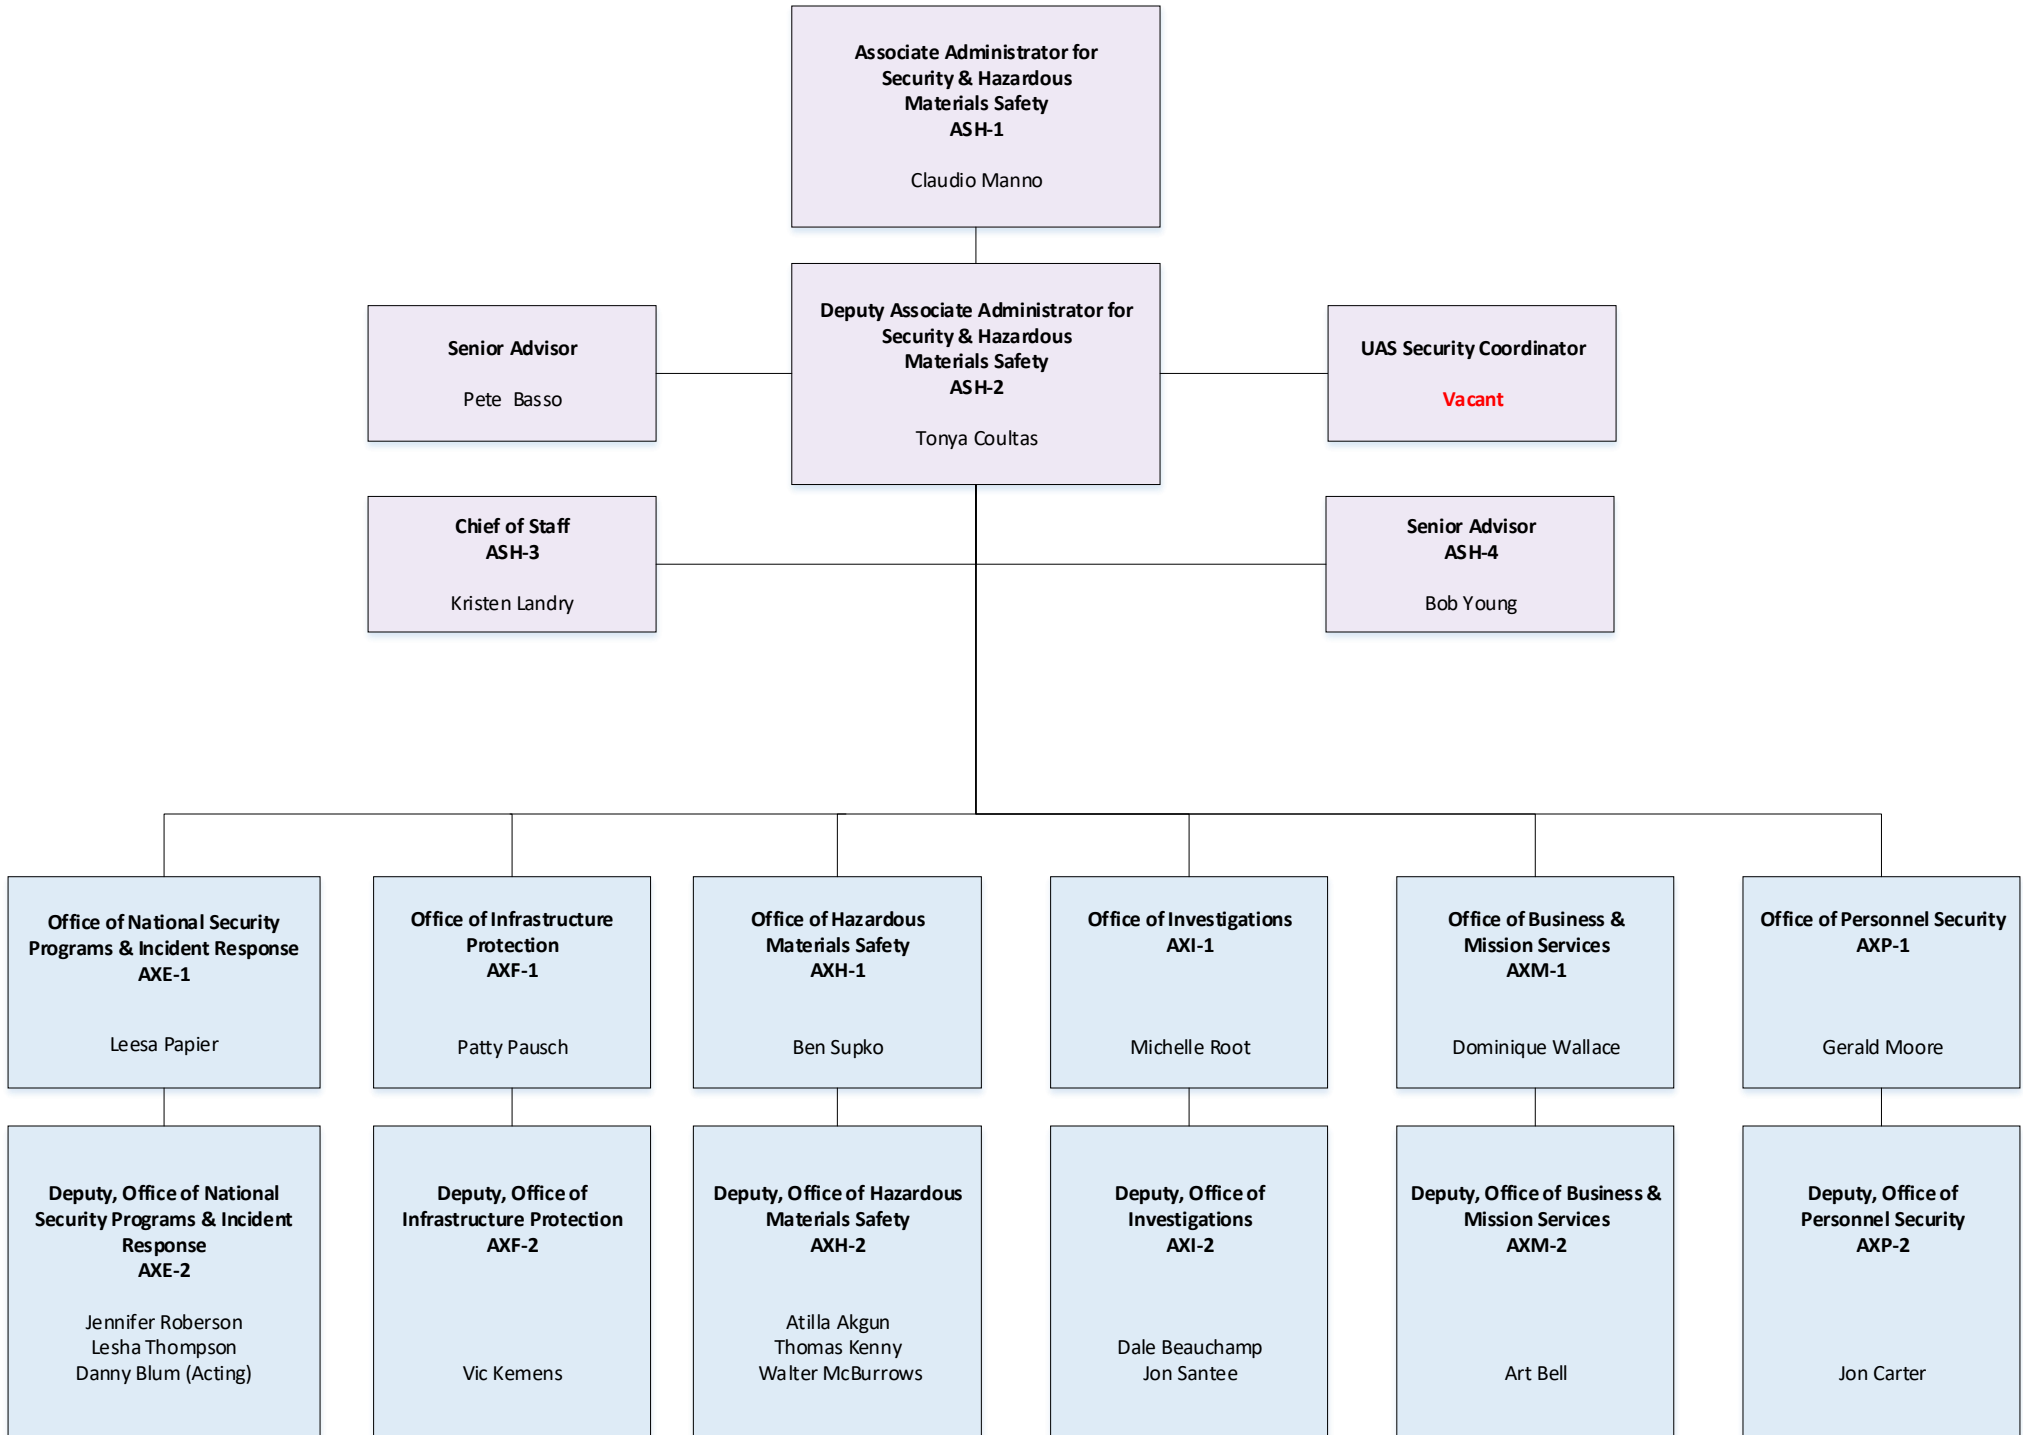 Associate Administrator for
Security & Hazardous
Materials Safety
ASH-1
Claudio Manno
Deputy Associate Administrator for
Security & Hazardous
Materials Safety
ASH-2
Tonya Coultas
Senior Advisor
Pete Basso
UAS Security Coordinator
Vacant
Chief of Staff
ASH-3
Kristen Landry
Senior Advisor
ASH-4
Bob Young
Office of National Security
Programs & Incident Response
AXE-1
Leesa Papier
Office of Infrastructure
Protection
AXF-1
Patty Pausch
Office of Hazardous
Materials Safety
AXH-1
Ben Supko
Office of Investigations
AXI-1
Michelle Root
Office of Business &
Mission Services
AXM-1
Dominique Wallace
Office of Personnel Security
AXP-1
Gerald Moore
Deputy, Office of National
Security Programs & Incident
Response
AXE-2
Jennifer Roberson
Lesha Thompson
Danny Blum (Acting)
Deputy, Office of
Infrastructure Protection
AXF-2
Vic Kemens
Deputy, Office of Hazardous
Materials Safety
AXH-2
Atilla Akgun
Thomas Kenny
Walter McBurrows
Deputy, Office of
Investigations
AXI-2
Dale Beauchamp
Jon Santee
Deputy, Office of Business &
Mission Services
AXM-2
Art Bell
Deputy, Office of
Personnel Security
AXP-2
Jon Carter